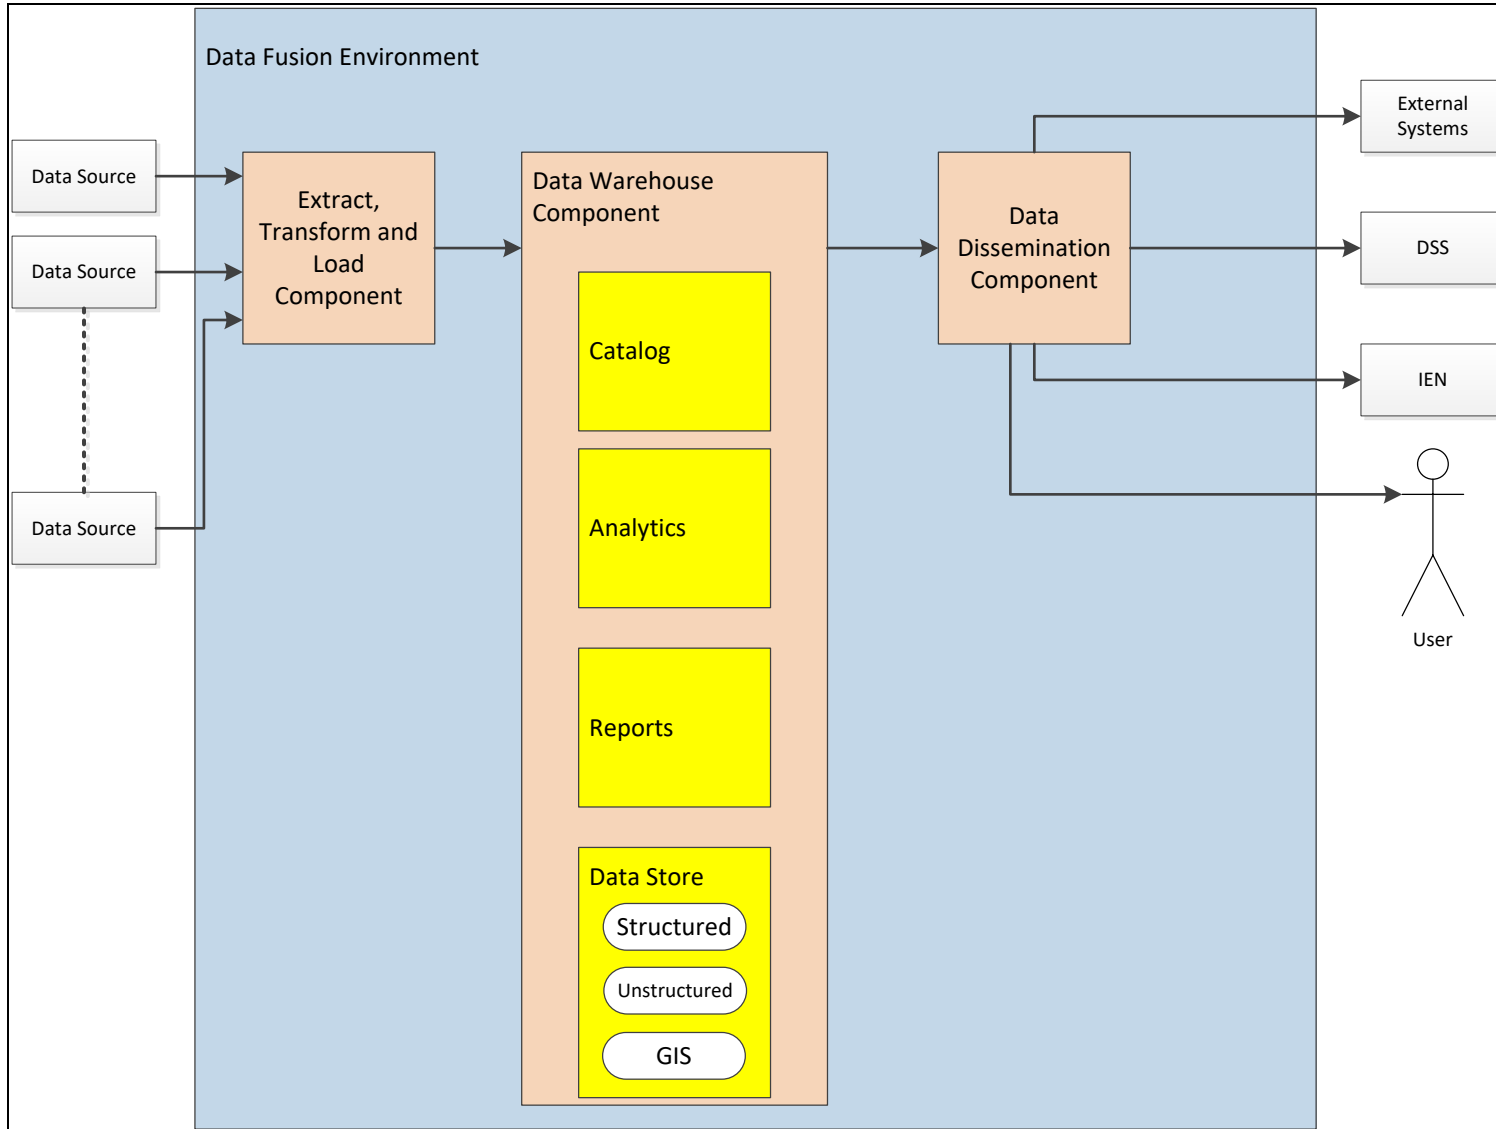 Data Fusion Environment
Data Source
Data Source
Data Source
Extract,
Transform and
Load
Component
Data Warehouse
Component
Catalog
Analytics
Reports
Data Store
Structured
Unstructured
GIS
Data
Dissemination
Component
External
Systems
DSS
IEN
User